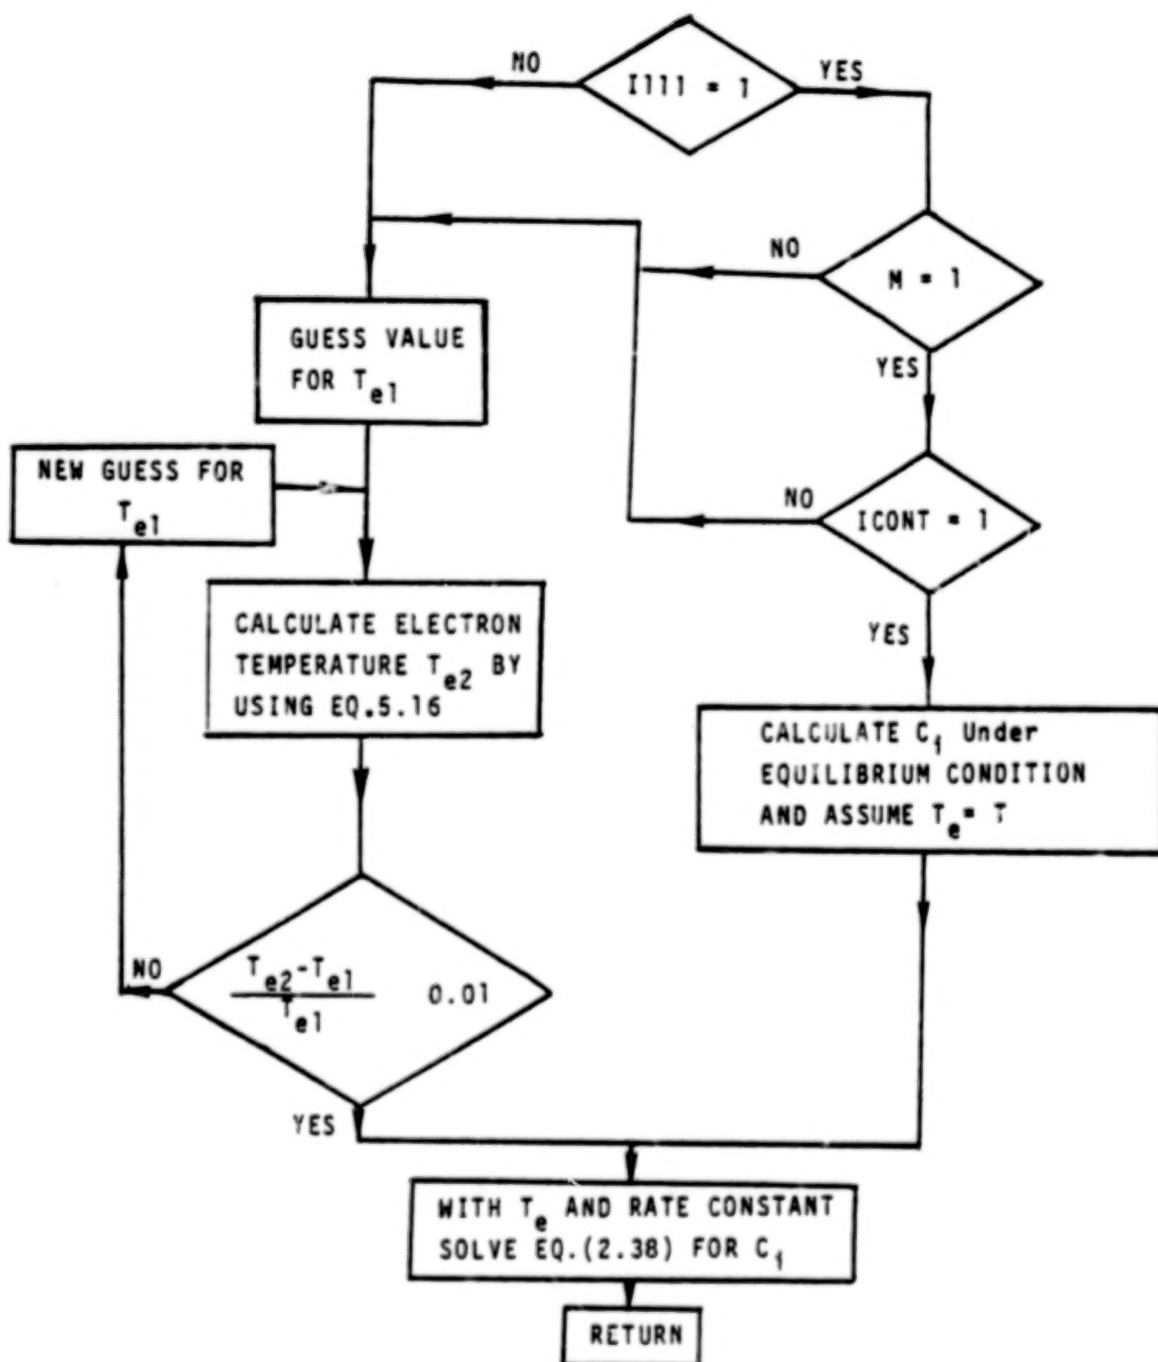 I111 = 1
NO
YES
M = 1
NO
YES
GUESS VALUE
FOR Te1
NEW GUESS FOR
Te1
ICONT = 1
NO
YES
CALCULATE ELECTRON
TEMPERATURE Te2 BY
USING EQ.5.16
CALCULATE Ci Under
EQUILIBRIUM CONDITION
AND ASSUME Te= T
Te2-Te1
Te1
0.01
NO
YES
WITH Te AND RATE CONSTANT
SOLVE EQ.(2.38) FOR Ci
RETURN